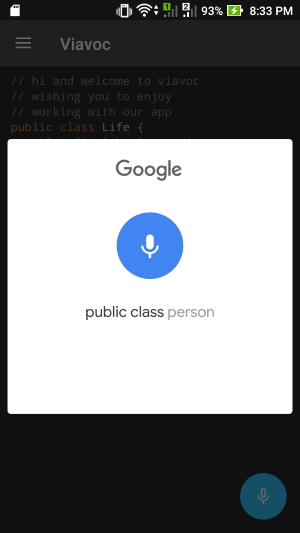 93% 8:33 PM
Viavoc
// hi and welcome to viavoc
// wishing you to enjoy
// working with our app
public class Life {
Google
public class person